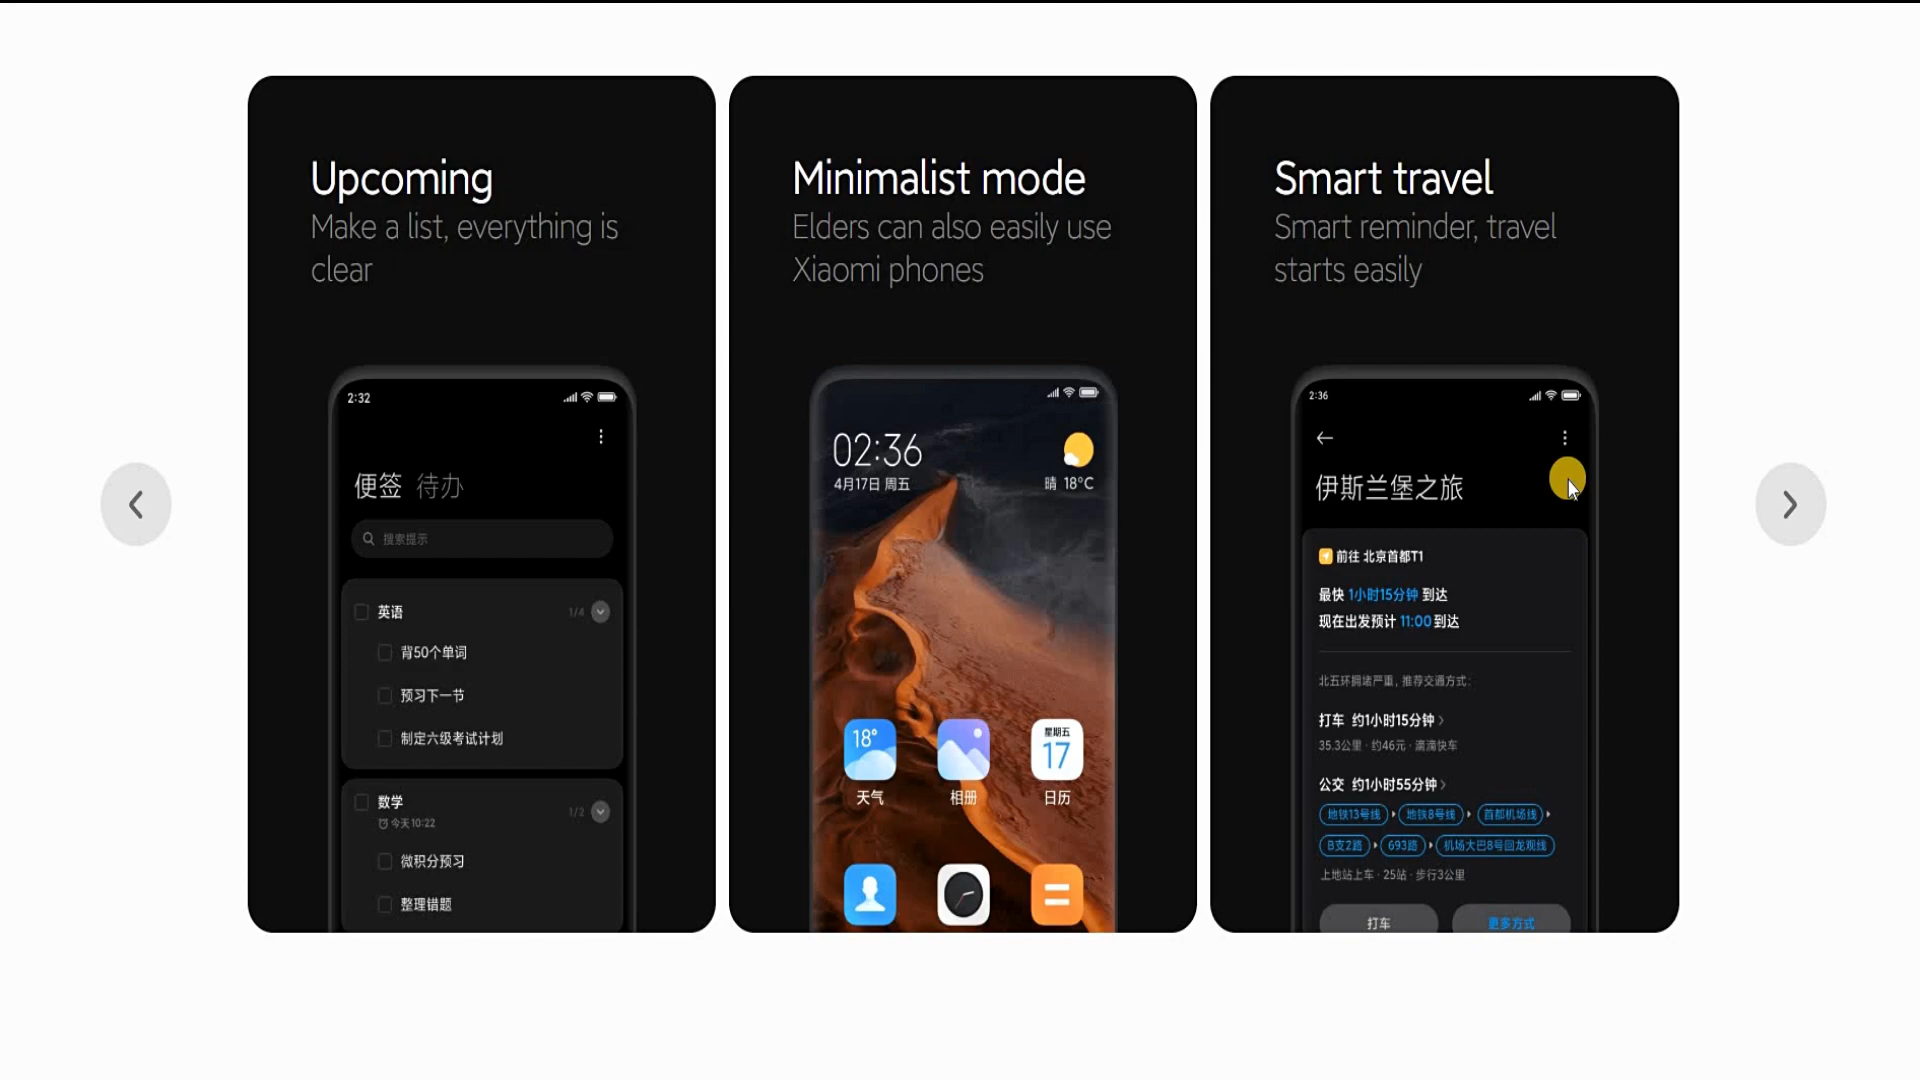 Upcoming
Make a list, everything is
clear
2:32
便签 待办
搜索提示
英语 1/4
背50个单词
预习下一节
制定六级考试计划
数学 1/2
今天10:22
微积分预习
整理错题
Minimalist mode
Elders can also easily use
Xiaomi phones
02:36
4月17日 周五
晴 18°C
18° 星期五
17
天气 相册 日历
Smart travel
Smart reminder, travel
starts easily
2:36
伊斯兰堡之旅
前往 北京首都T1
最快 1小时15分钟 到达
现在出发预计 11:00 到达
北五环拥堵严重，推荐交通方式：
打车 约1小时15分钟
35.3公里 · 约46元 · 滴滴快车
公交 约1小时55分钟
地铁13号线 地铁8号线 首都机场线
B支2路 693路 机场大巴8号回龙观线
上地站上车 · 25站 · 步行3公里
打车 更多方式